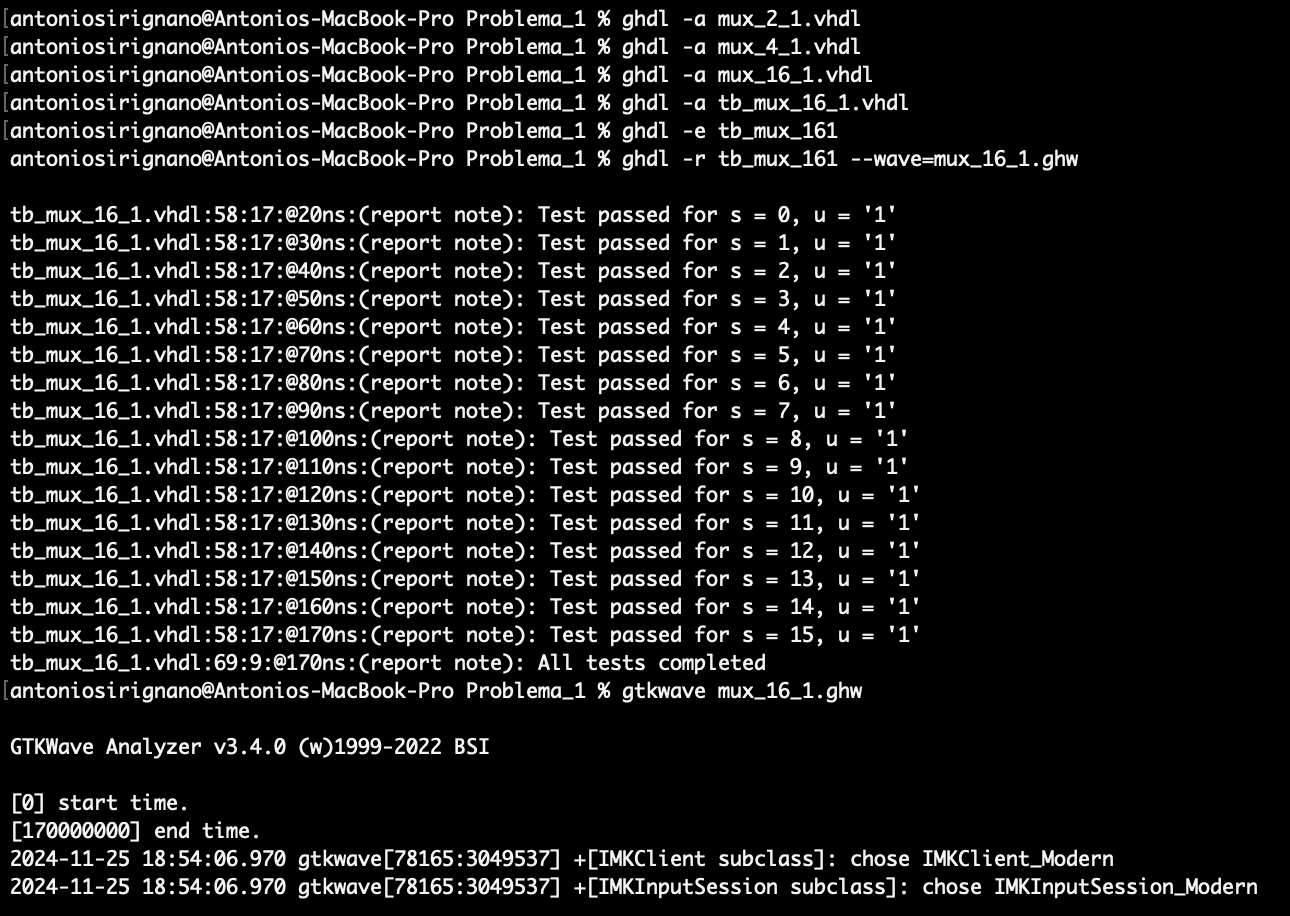 [antoniosirignano@Antonios-MacBook-Pro Problema_1 % ghdl -a mux_2_1.vhdl
[antoniosirignano@Antonios-MacBook-Pro Problema_1 % ghdl -a mux_4_1.vhdl
[antoniosirignano@Antonios-MacBook-Pro Problema_1 % ghdl -a mux_16_1.vhdl
[antoniosirignano@Antonios-MacBook-Pro Problema_1 % ghdl -a tb_mux_16_1.vhdl
[antoniosirignano@Antonios-MacBook-Pro Problema_1 % ghdl -e tb_mux_161
antoniosirignano@Antonios-MacBook-Pro Problema_1 % ghdl -r tb_mux_161 --wave=mux_16_1.ghw
tb_mux_16_1.vhdl:58:17:@20ns:(report note): Test passed for s = 0, u = '1'
tb_mux_16_1.vhdl:58:17:@30ns:(report note): Test passed for s = 1, u = '1'
tb_mux_16_1.vhdl:58:17:@40ns:(report note): Test passed for s = 2, u = '1'
tb_mux_16_1.vhdl:58:17:@50ns:(report note): Test passed for s = 3, u = '1'
tb_mux_16_1.vhdl:58:17:@60ns:(report note): Test passed for s = 4, u = '1'
tb_mux_16_1.vhdl:58:17:@70ns:(report note): Test passed for s = 5, u = '1'
tb_mux_16_1.vhdl:58:17:@80ns:(report note): Test passed for s = 6, u = '1'
tb_mux_16_1.vhdl:58:17:@90ns:(report note): Test passed for s = 7, u = '1'
tb_mux_16_1.vhdl:58:17:@100ns:(report note): Test passed for s = 8, u = '1'
tb_mux_16_1.vhdl:58:17:@110ns:(report note): Test passed for s = 9, u = '1'
tb_mux_16_1.vhdl:58:17:@120ns:(report note): Test passed for s = 10, u = '1'
tb_mux_16_1.vhdl:58:17:@130ns:(report note): Test passed for s = 11, u = '1'
tb_mux_16_1.vhdl:58:17:@140ns:(report note): Test passed for s = 12, u = '1'
tb_mux_16_1.vhdl:58:17:@150ns:(report note): Test passed for s = 13, u = '1'
tb_mux_16_1.vhdl:58:17:@160ns:(report note): Test passed for s = 14, u = '1'
tb_mux_16_1.vhdl:58:17:@170ns:(report note): Test passed for s = 15, u = '1'
tb_mux_16_1.vhdl:69:9:@170ns:(report note): All tests completed
[antoniosirignano@Antonios-MacBook-Pro Problema_1 % gtkwave mux_16_1.ghw
GTKWave Analyzer v3.4.0 (w)1999-2022 BSI
[0] start time.
[170000000] end time.
2024-11-25 18:54:06.970 gtkwave[78165:3049537] +[IMKClient subclass]: chose IMKClient_Modern
2024-11-25 18:54:06.970 gtkwave[78165:3049537] +[IMKInputSession subclass]: chose IMKInputSession_Modern